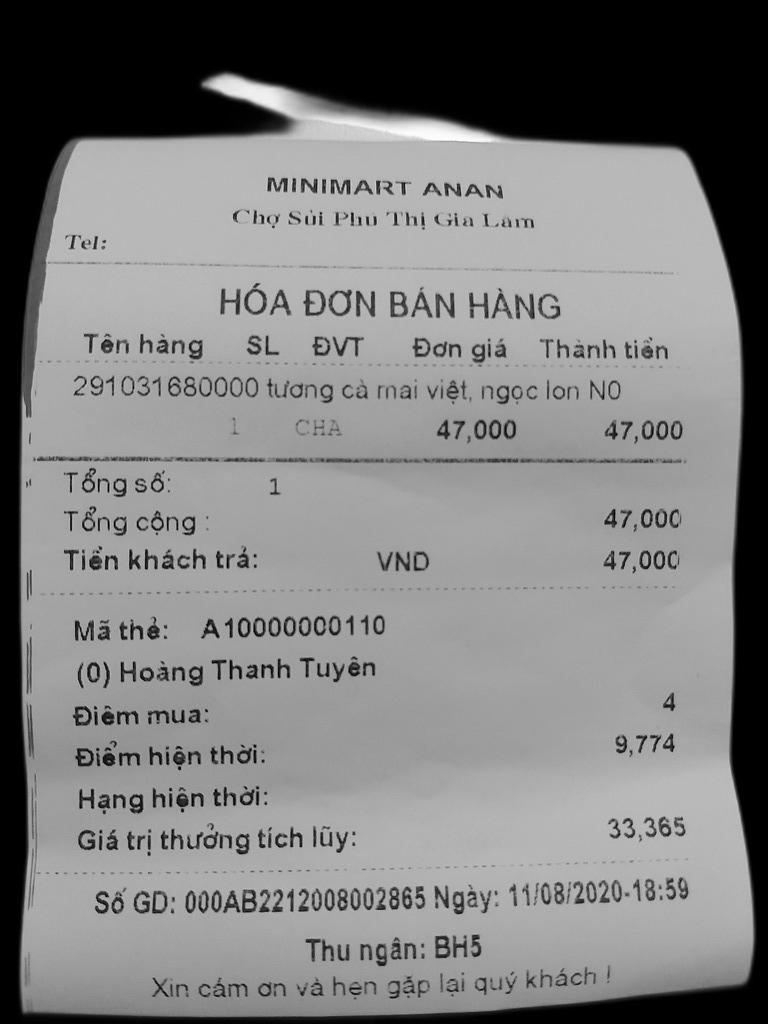 MINIMART ANAN
Chợ Sủi Phú Thị Gia Lâm
Tel:
HÓA ĐƠN BÁN HÀNG
Tên hàng SL ĐVT Đơn giá Thành tiền
291031680000 tương cà mai việt, ngọc lon N0
1 CHA 47,000 47,000
Tổng số: 1
Tổng cộng : 47,000
Tiền khách trả: VND 47,000
Mã thẻ: A10000000110
(0) Hoàng Thanh Tuyên
Điểm mua: 4
Điểm hiện thời: 9,774
Hạng hiện thời:
Giá trị thưởng tích lũy: 33,365
Số GD: 000AB2212008002865 Ngày: 11/08/2020-18:59
Thu ngân: BH5
Xin cảm ơn và hẹn gặp lại quý khách !